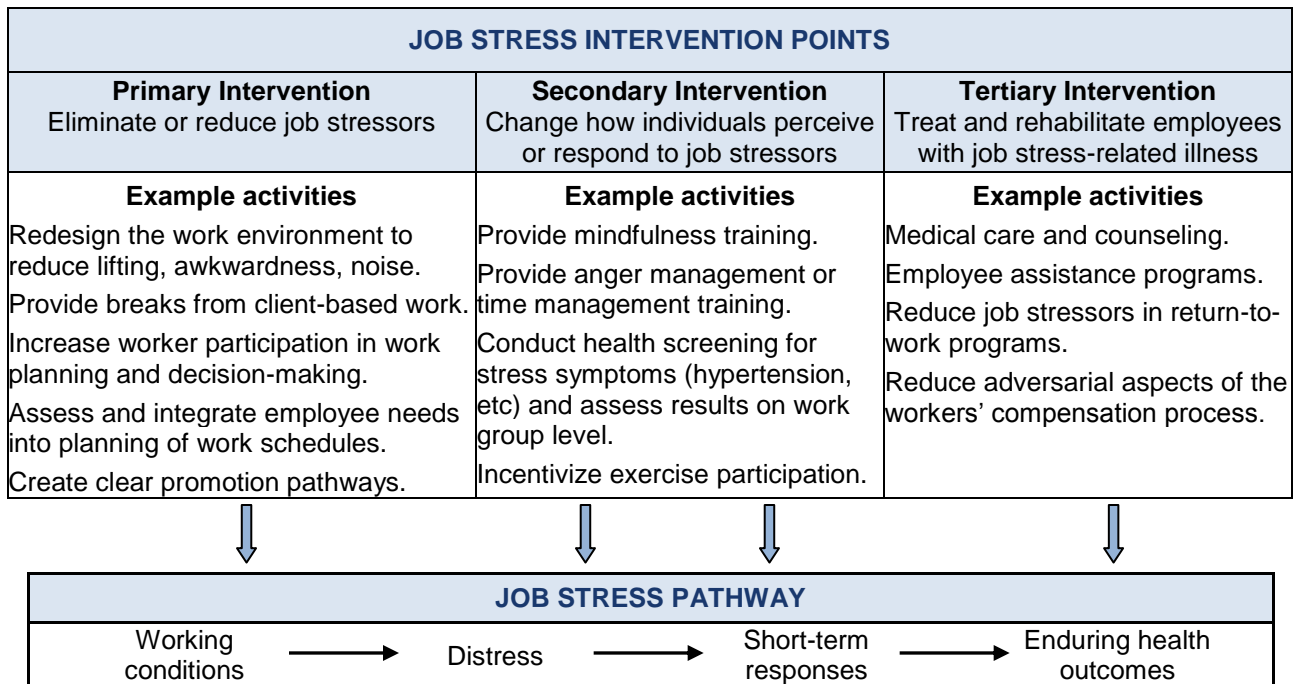 JOB STRESS INTERVENTION POINTS
Primary Intervention
Eliminate or reduce job stressors
Secondary Intervention
Change how individuals perceive
or respond to job stressors
Tertiary Intervention
Treat and rehabilitate employees
with job stress-related illness
Example activities
Redesign the work environment to
reduce lifting, awkwardness, noise.
Provide breaks from client-based work.
Increase worker participation in work
planning and decision-making.
Assess and integrate employee needs
into planning of work schedules.
Create clear promotion pathways.
Example activities
Provide mindfulness training.
Provide anger management or
time management training.
Conduct health screening for
stress symptoms (hypertension,
etc) and assess results on work
group level.
Incentivize exercise participation.
Example activities
Medical care and counseling.
Employee assistance programs.
Reduce job stressors in return-to-
work programs.
Reduce adversarial aspects of the
workers’ compensation process.
JOB STRESS PATHWAY
Working
conditions
Distress
Short-term
responses
Enduring health
outcomes